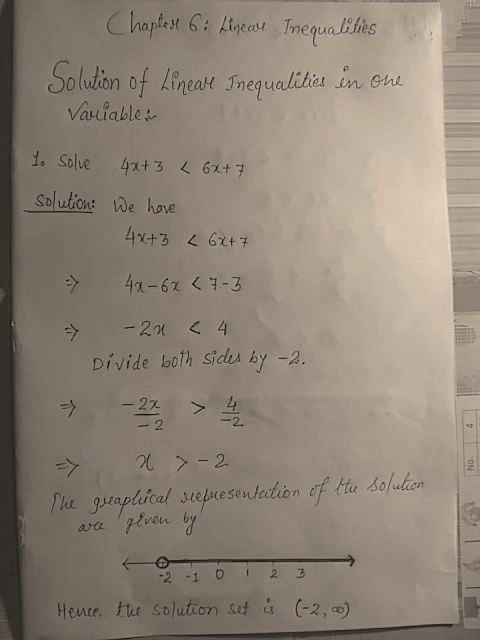 Chapter 6: Linear Inequalities
Solution of Linear Inequalities in one
Variable:-
1. Solve 4x+3 < 6x+7
Solution: We have
4x+3 < 6x+7
⇒ 4x-6x < 7-3
⇒ -2x < 4
Divide both sides by -2.
⇒ -2x/-2 > 4/-2
⇒ x > -2
The graphical representation of the solution
are given by
-2 -1 0 1 2 3
Hence, the solution set is (-2, ∞)
No. 4